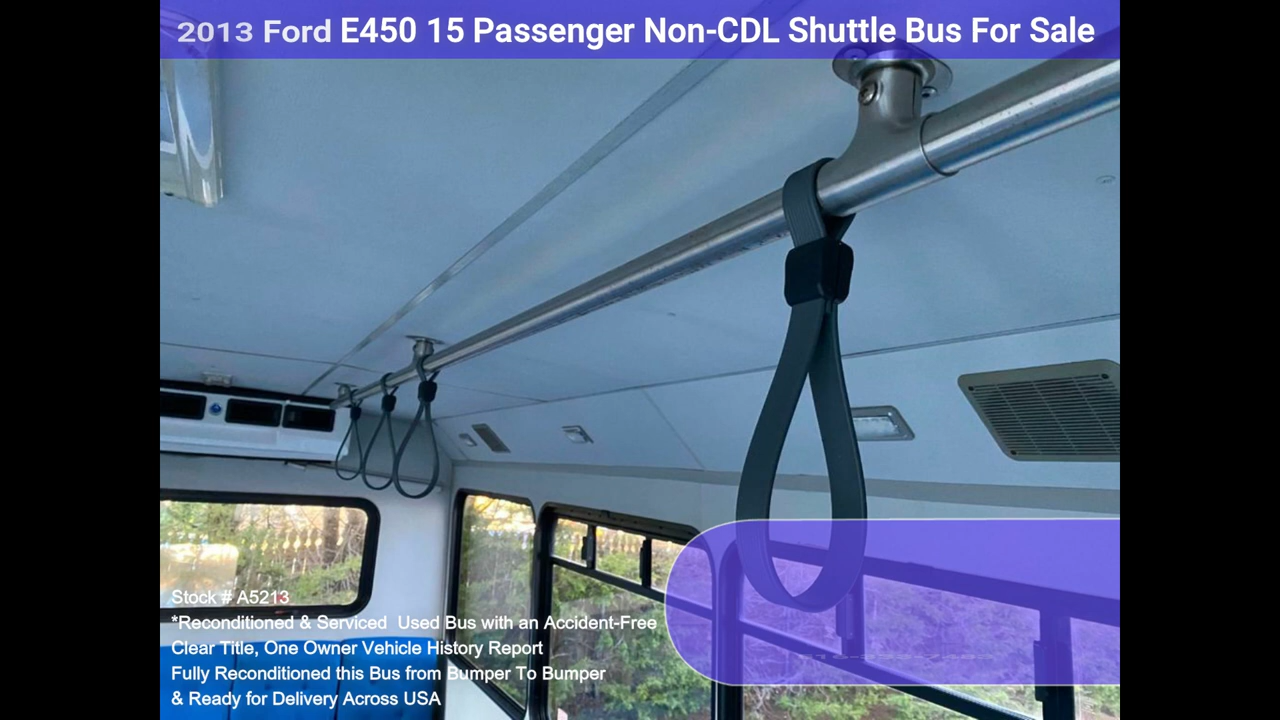 2013 Ford E450 15 Passenger Non-CDL Shuttle Bus For Sale
Stock # A5213
*Reconditioned & Serviced  Used Bus with an Accident-Free
Clear Title, One Owner Vehicle History Report
Fully Reconditioned this Bus from Bumper To Bumper
& Ready for Delivery Across USA